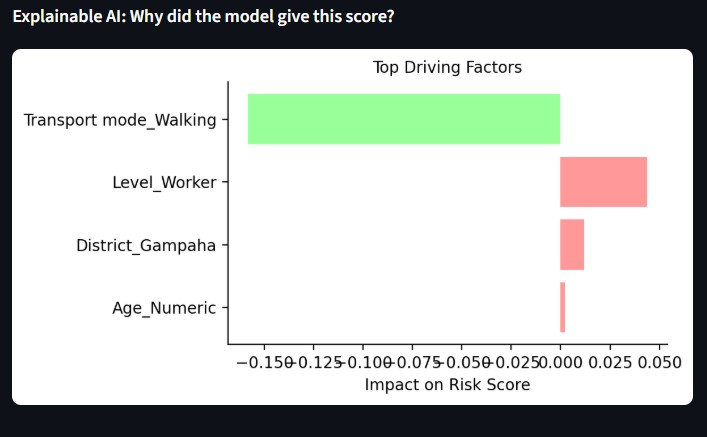 Explainable AI: Why did the model give this score?
Top Driving Factors
Transport mode_Walking
Level_Worker
District_Gampaha
Age_Numeric
−0.150 −0.125 −0.100 −0.075 −0.050 −0.025 0.000 0.025 0.050
Impact on Risk Score